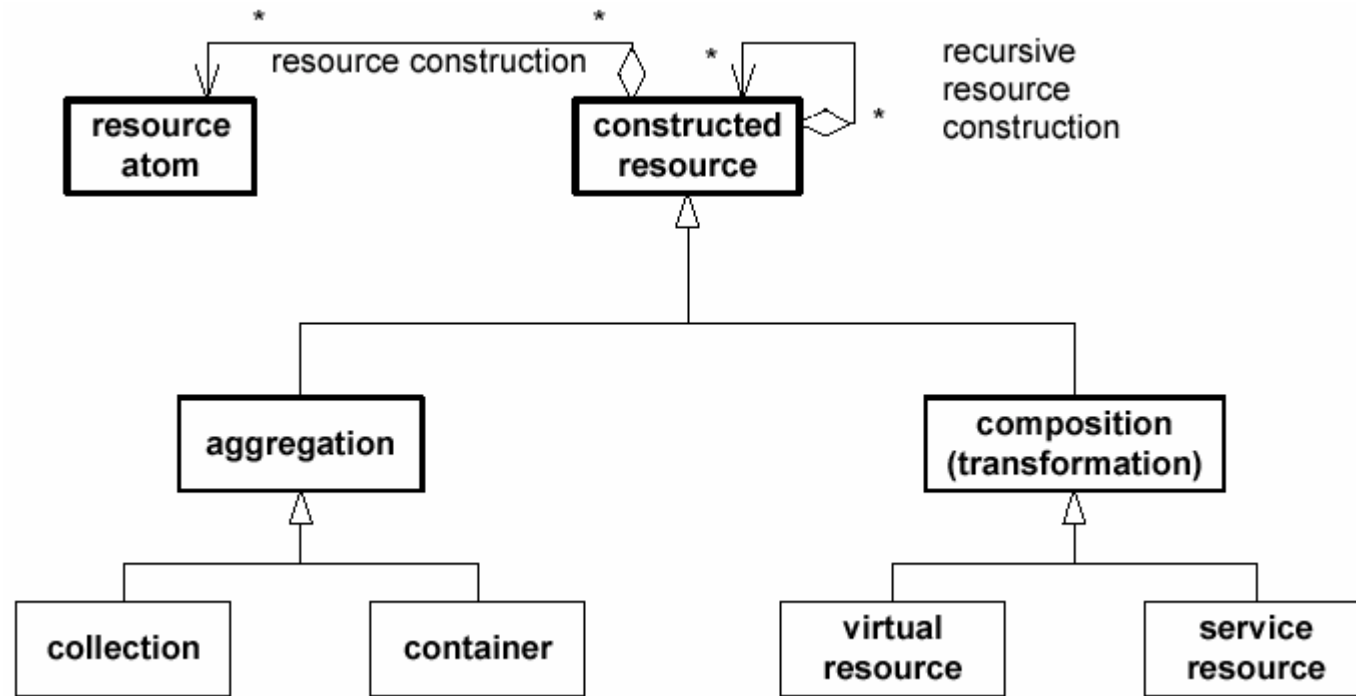 *
*
resource construction
*
*
recursive
resource
construction
resource
atom
constructed
resource
aggregation
composition
(transformation)
collection
container
virtual
resource
service
resource